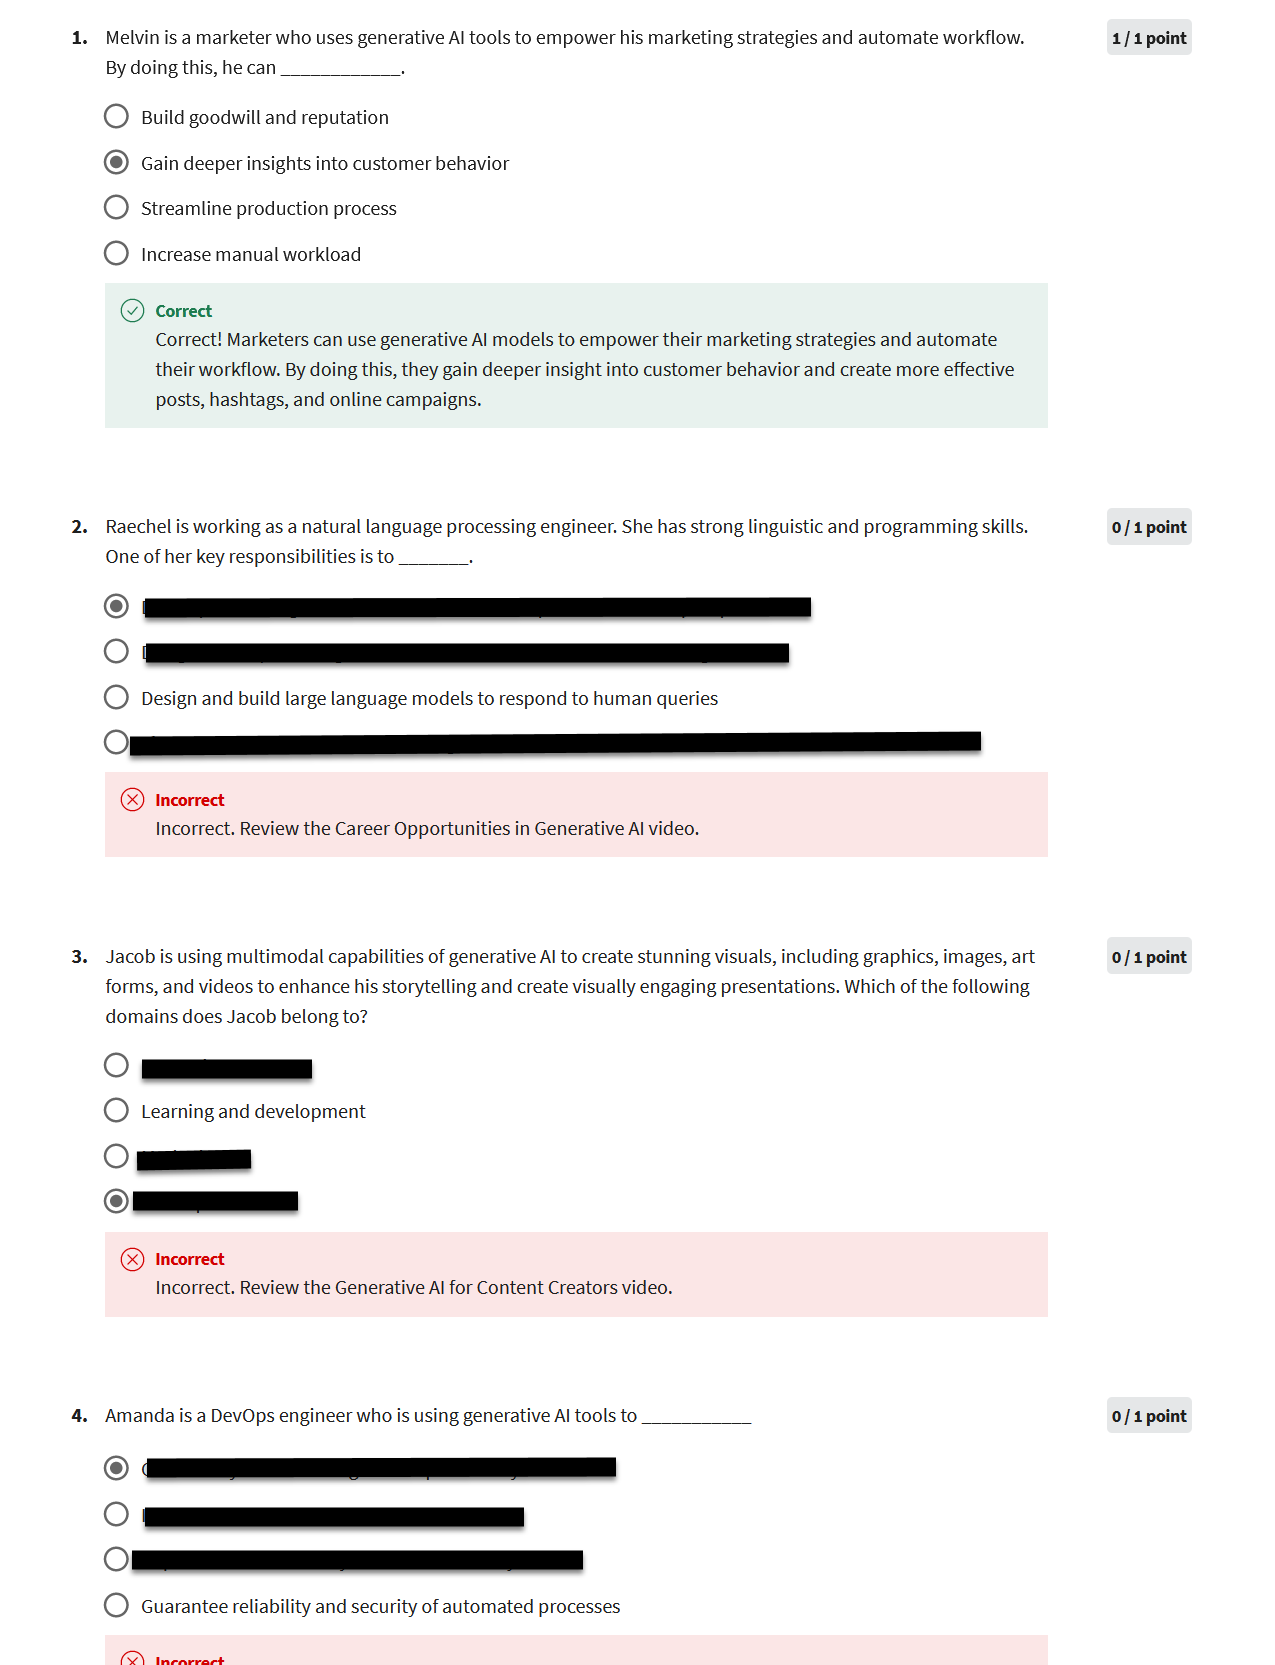 1. Melvin is a marketer who uses generative AI tools to empower his marketing strategies and automate workflow. 1 / 1 point
By doing this, he can ____________.
Build goodwill and reputation
Gain deeper insights into customer behavior
Streamline production process
Increase manual workload
Correct
Correct! Marketers can use generative AI models to empower their marketing strategies and automate
their workflow. By doing this, they gain deeper insight into customer behavior and create more effective
posts, hashtags, and online campaigns.
2. Raechel is working as a natural language processing engineer. She has strong linguistic and programming skills. 0 / 1 point
One of her key responsibilities is to _______.
Design and build large language models to respond to human queries
Incorrect
Incorrect. Review the Career Opportunities in Generative AI video.
3. Jacob is using multimodal capabilities of generative AI to create stunning visuals, including graphics, images, art 0 / 1 point
forms, and videos to enhance his storytelling and create visually engaging presentations. Which of the following
domains does Jacob belong to?
Learning and development
Incorrect
Incorrect. Review the Generative AI for Content Creators video.
4. Amanda is a DevOps engineer who is using generative AI tools to ___________ 0 / 1 point
Guarantee reliability and security of automated processes
Incorrect